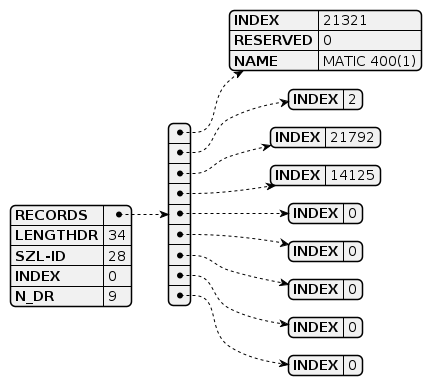 INDEX 21321
RESERVED 0
NAME MATIC 400(1)
INDEX 2
INDEX 21792
INDEX 14125
RECORDS
LENGTHDR 34
SZL-ID 28
INDEX 0
N_DR 9
INDEX 0
INDEX 0
INDEX 0
INDEX 0
INDEX 0